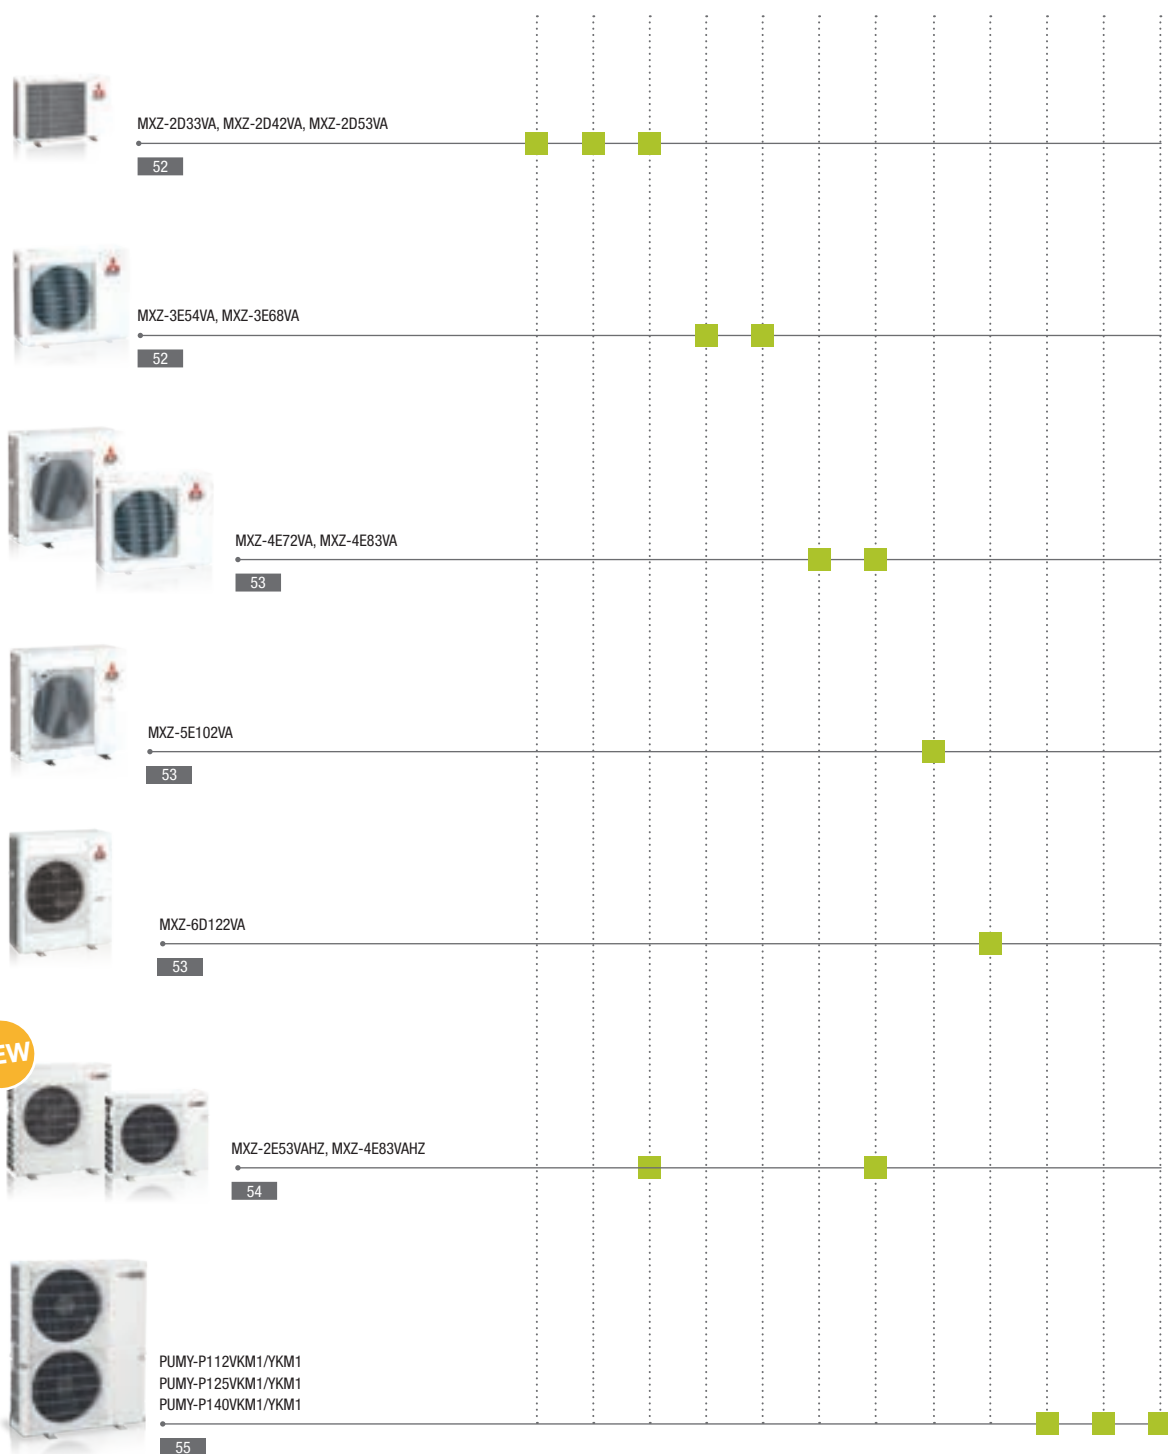 MXZ-2D33VA, MXZ-2D42VA, MXZ-2D53VA
52
MXZ-3E54VA, MXZ-3E68VA
52
MXZ-4E72VA, MXZ-4E83VA
53
MXZ-5E102VA
53
MXZ-6D122VA
53
EW
MXZ-2E53VAHZ, MXZ-4E83VAHZ
54
PUMY-P112VKM1/YKM1
PUMY-P125VKM1/YKM1
PUMY-P140VKM1/YKM1
55